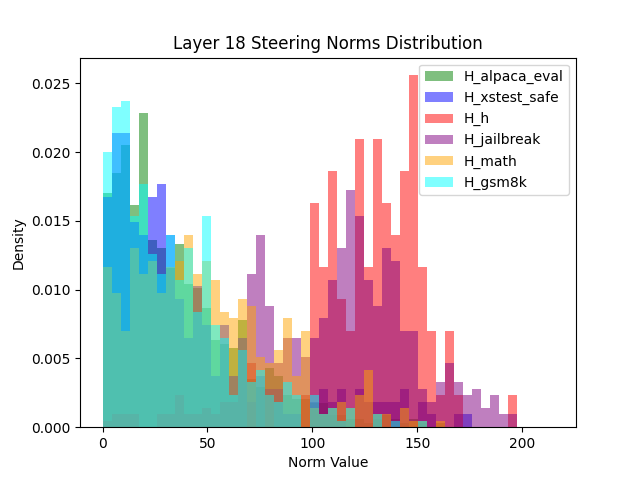 Layer 18 Steering Norms Distribution
H_alpaca_eval
H_xstest_safe
H_h
H_jailbreak
H_math
H_gsm8k
Density
0.025
0.020
0.015
0.010
0.005
0.000
0
50
100
150
200
Norm Value